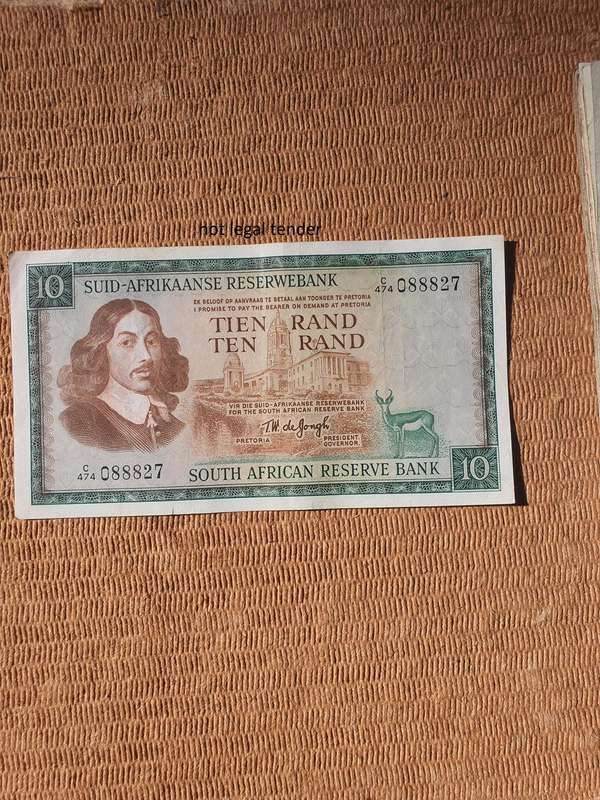 not legal tender
10 SUID-AFRIKAANSE RESERWEBANK C/474 088827
EK BELOOF OP AANVRAAG TE BETAAL AAN TOONDER TE PRETORIA
I PROMISE TO PAY THE BEARER ON DEMAND AT PRETORIA
TIEN RAND
TEN RAND
VIR DIE SUID-AFRIKAANSE RESERWEBANK
FOR THE SOUTH AFRICAN RESERVE BANK
T.W. de Jongh
PRETORIA PRESIDENT
GOVERNOR.
C/474 088827 SOUTH AFRICAN RESERVE BANK 10